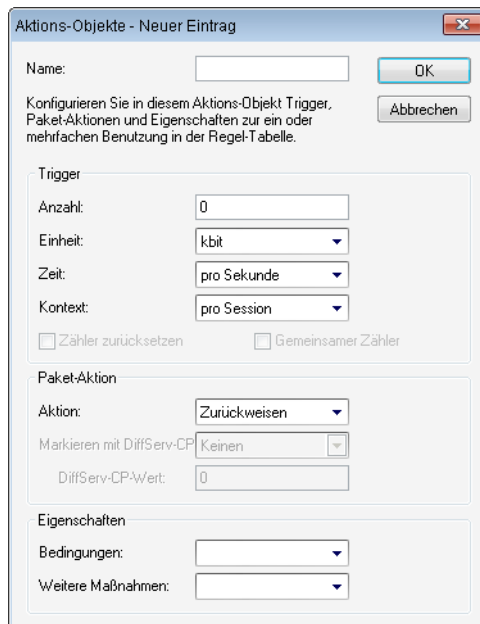 Aktions-Objekte - Neuer Eintrag
Name:
OK
Konfigurieren Sie in diesem Aktions-Objekt Trigger,
Paket-Aktionen und Eigenschaften zur ein oder
mehrfachen Benutzung in der Regel-Tabelle.
Abbrechen
Trigger
Anzahl: 0
Einheit: kbit
Zeit: pro Sekunde
Kontext: pro Session
Zähler zurücksetzen Gemeinsamer Zähler
Paket-Aktion
Aktion: Zurückweisen
Markieren mit DiffServ-CP Keinen
DiffServ-CP-Wert: 0
Eigenschaften
Bedingungen:
Weitere Maßnahmen: